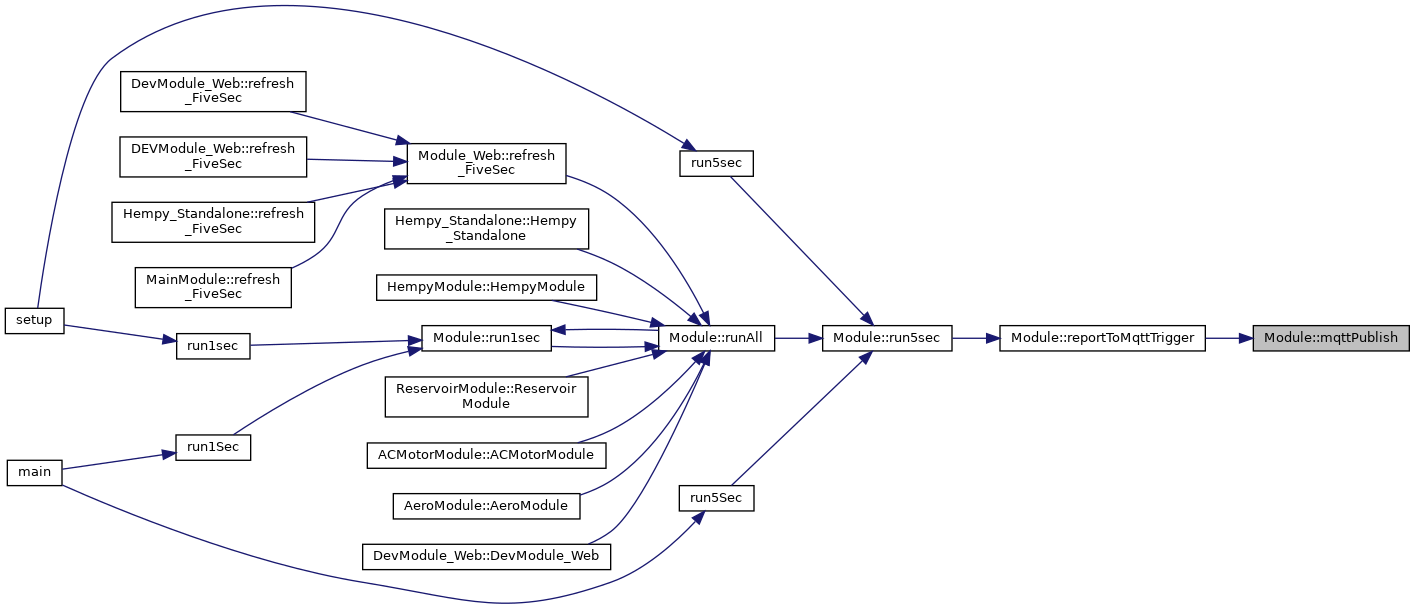 DevModule_Web::refresh
_FiveSec
DEVModule_Web::refresh
_FiveSec
Hempy_Standalone::refresh
_FiveSec
MainModule::refresh
_FiveSec
setup
run1sec
run1Sec
main
Module_Web::refresh
_FiveSec
Hempy_Standalone::Hempy
_Standalone
HempyModule::HempyModule
Module::run1sec
ReservoirModule::Reservoir
Module
ACMotorModule::ACMotorModule
AeroModule::AeroModule
DevModule_Web::DevModule_Web
run5sec
Module::runAll
run5Sec
Module::run5sec
Module::reportToMqttTrigger
Module::mqttPublish